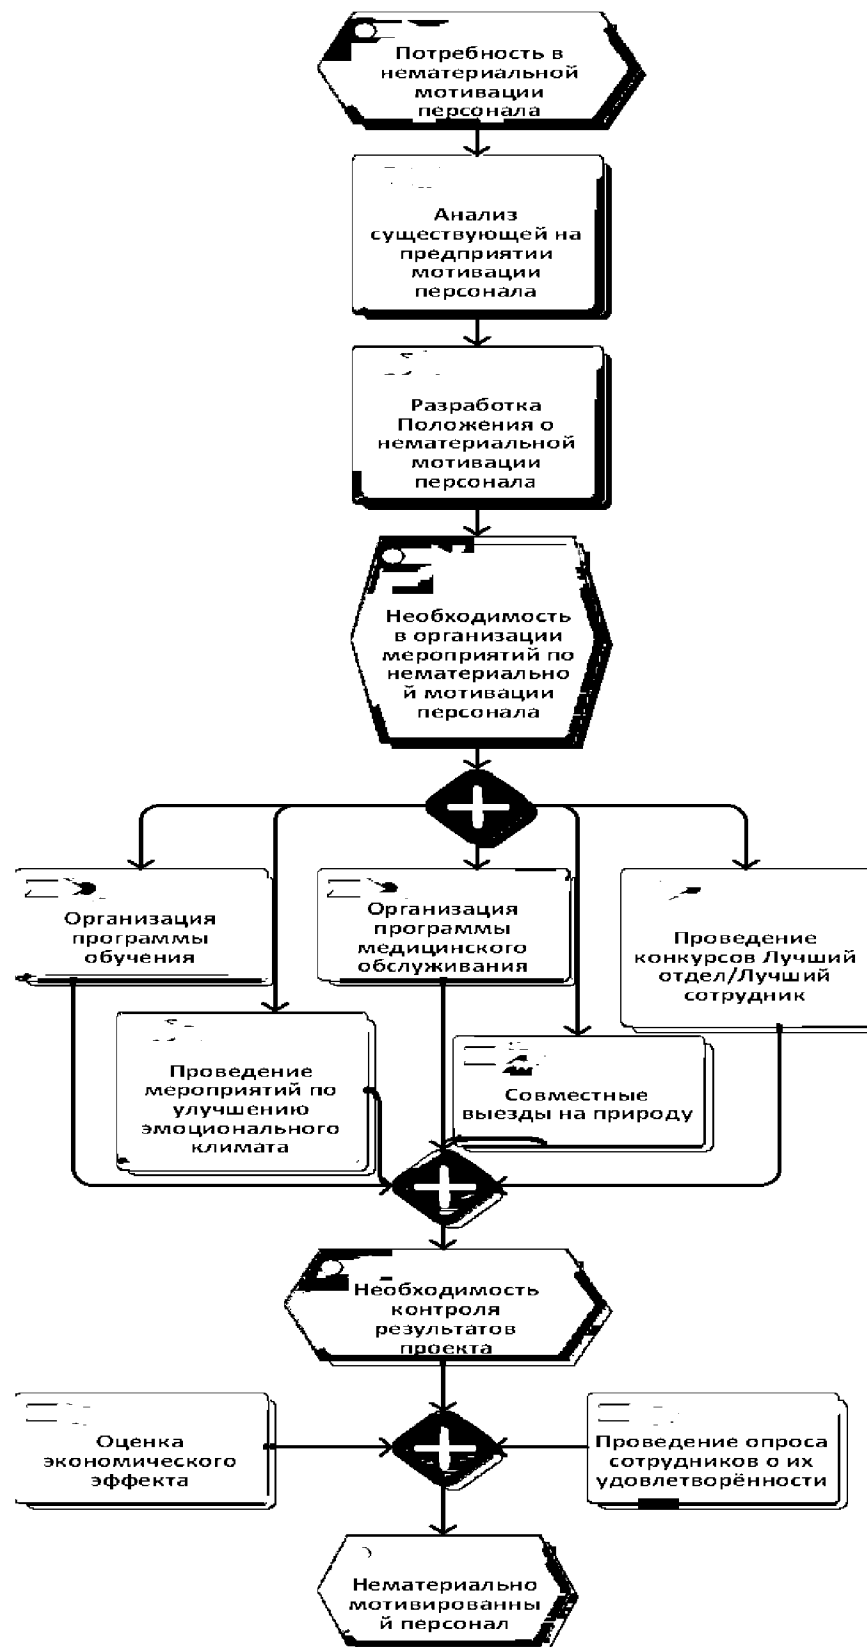 Потребность в
нематериальной
мотивации
персонала
Анализ
существующей на
предприятии
мотивации
персонала
Разработка
Положения о
нематериальной
мотивации
персонала
Необходимость
в организации
мероприятий по
нематериально
й мотивации
персонала
Организация
программы
обучения
Организация
программы
медицинского
обслуживания
Проведение
конкурсов Лучший
отдел/Лучший
сотрудник
Проведение
мероприятий по
улучшению
эмоционального
климата
Совместные
выезды на природу
Необходимость
контроля
результатов
проекта
Оценка
экономического
эффекта
Проведение опроса
сотрудников о их
удовлетворённости
Нематериально
мотивированны
й персонал